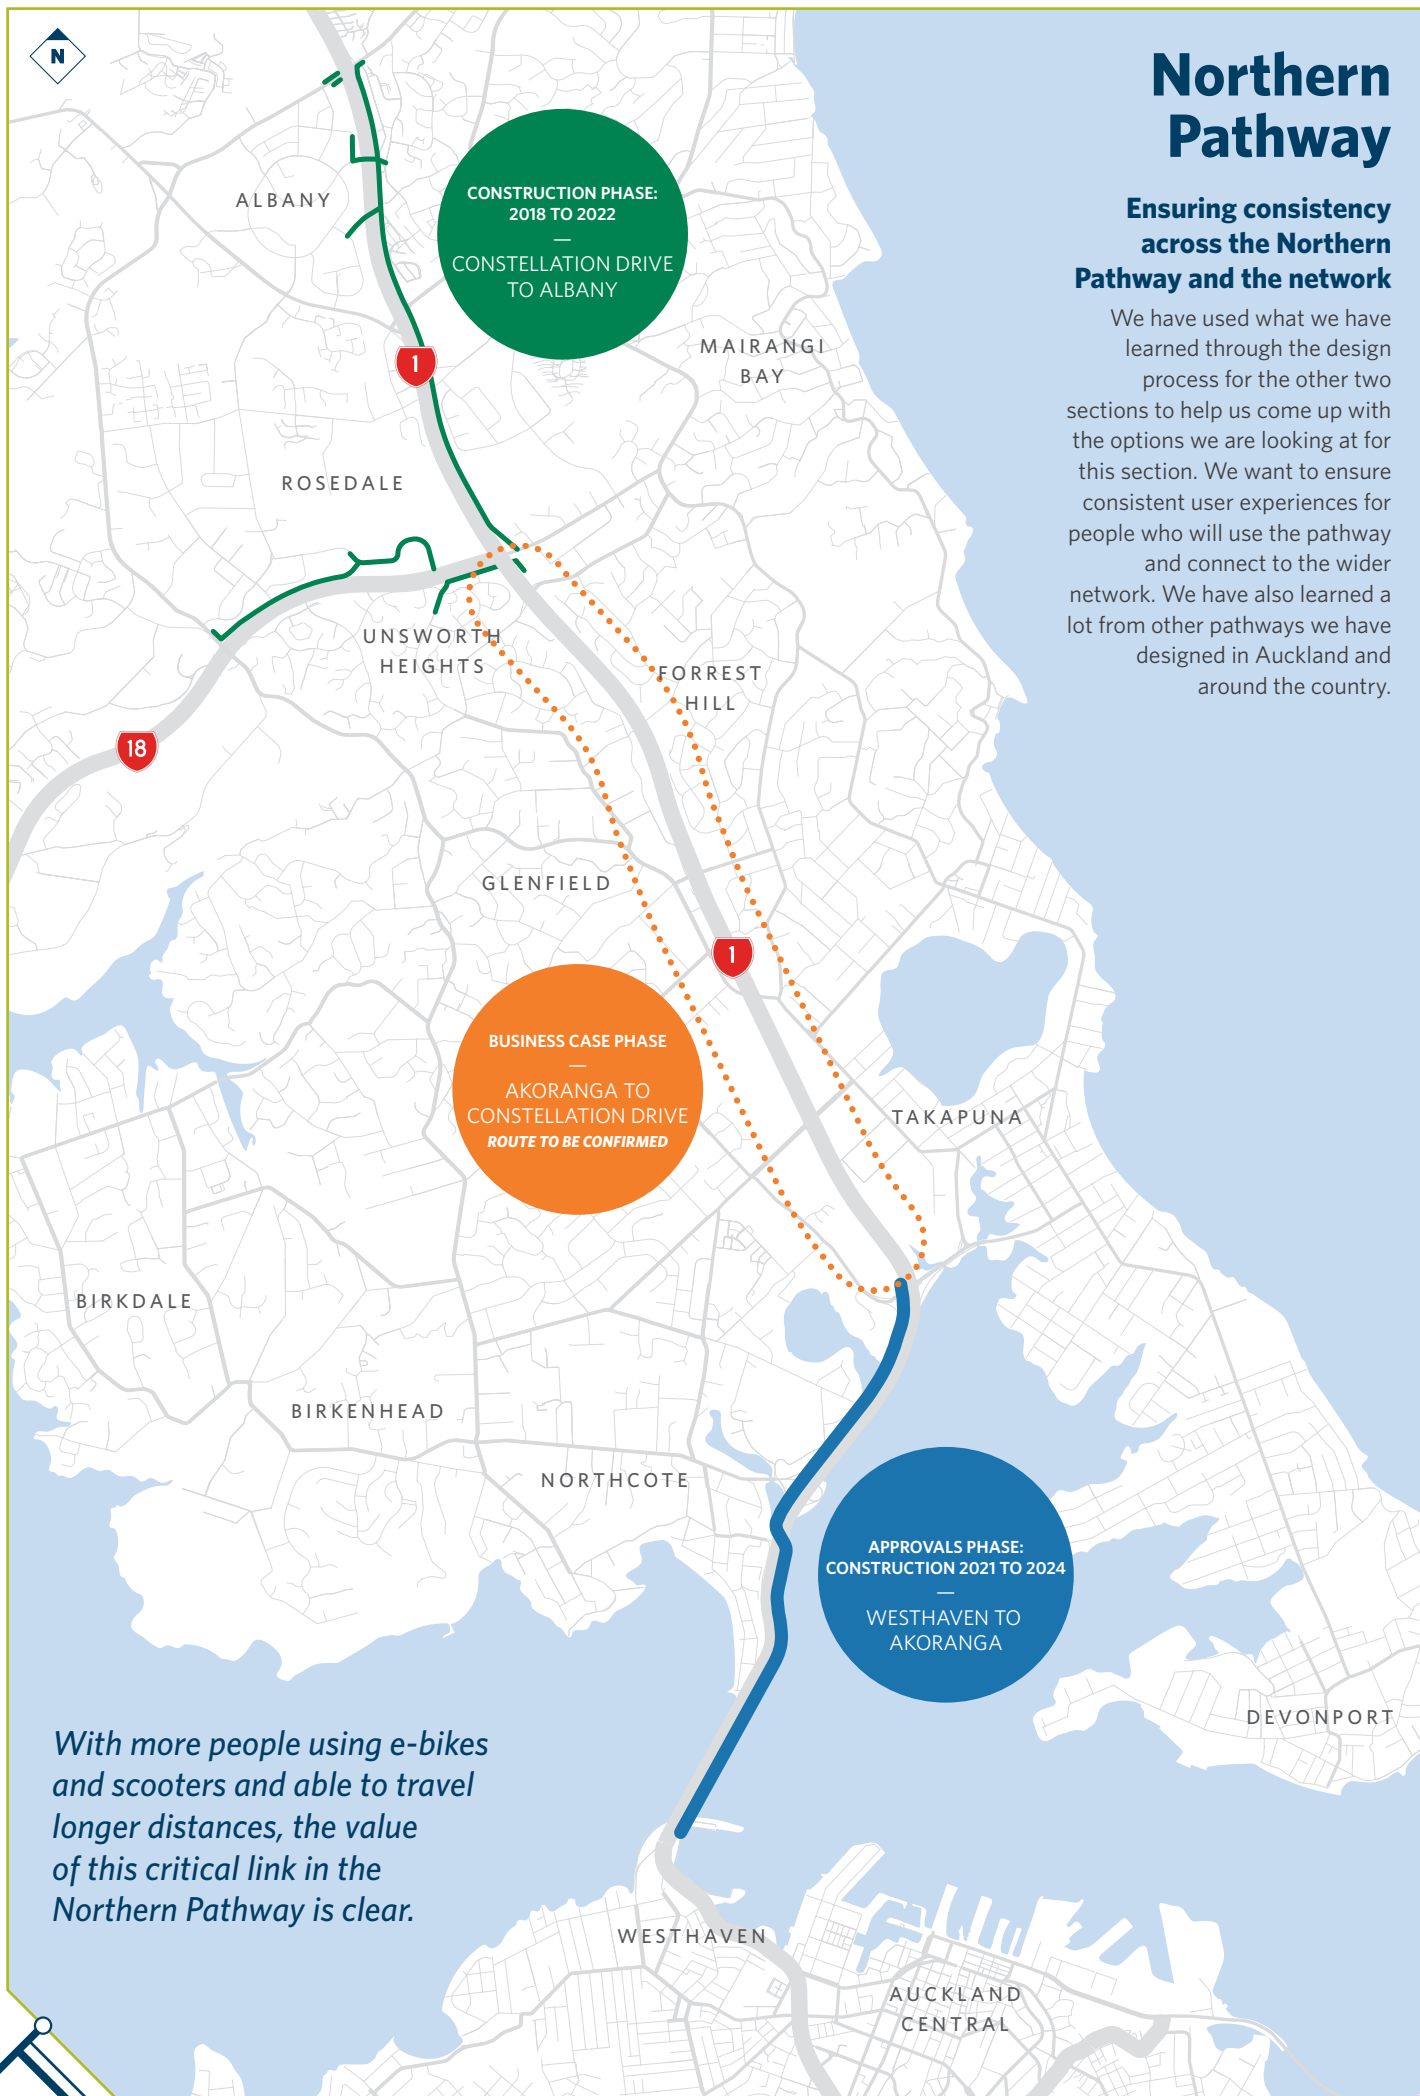 N
Northern
Pathway
Ensuring consistency
across the Northern
Pathway and the network
We have used what we have
learned through the design
process for the other two
sections to help us come up with
the options we are looking at for
this section. We want to ensure
consistent user experiences for
people who will use the pathway
and connect to the wider
network. We have also learned a
lot from other pathways we have
designed in Auckland and
around the country.
CONSTRUCTION PHASE:
2018 TO 2022
—
CONSTELLATION DRIVE
TO ALBANY
ALBANY
MAIRANGI
BAY
1
ROSEDALE
UNSWORTH
HEIGHTS
FORREST
HILL
18
GLENFIELD
1
BUSINESS CASE PHASE
—
AKORANGA TO
CONSTELLATION DRIVE
ROUTE TO BE CONFIRMED
TAKAPUNA
BIRKDALE
BIRKENHEAD
NORTHCOTE
APPROVALS PHASE:
CONSTRUCTION 2021 TO 2024
—
WESTHAVEN TO
AKORANGA
DEVONPORT
With more people using e-bikes
and scooters and able to travel
longer distances, the value
of this critical link in the
Northern Pathway is clear.
WESTHAVEN
AUCKLAND
CENTRAL